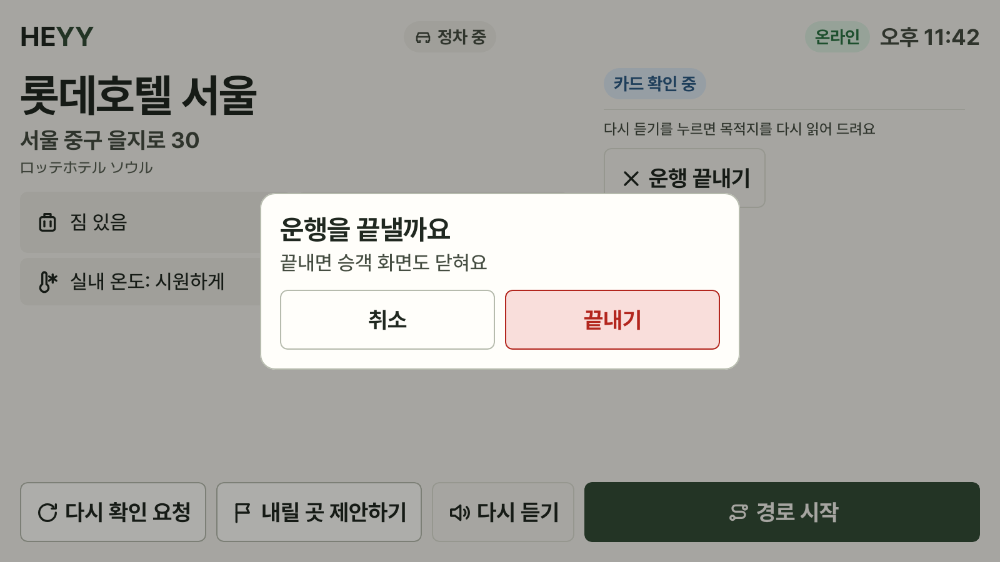 HEYY
정차 중
온라인
오후 11:42
롯데호텔 서울
서울 중구 을지로 30
ロッテホテル ソウル
짐 있음
실내 온도: 시원하게
카드 확인 중
다시 듣기를 누르면 목적지를 다시 읽어 드려요
운행 끝내기
운행을 끝낼까요
끝내면 승객 화면도 닫혀요
취소
끝내기
다시 확인 요청
내릴 곳 제안하기
다시 듣기
경로 시작